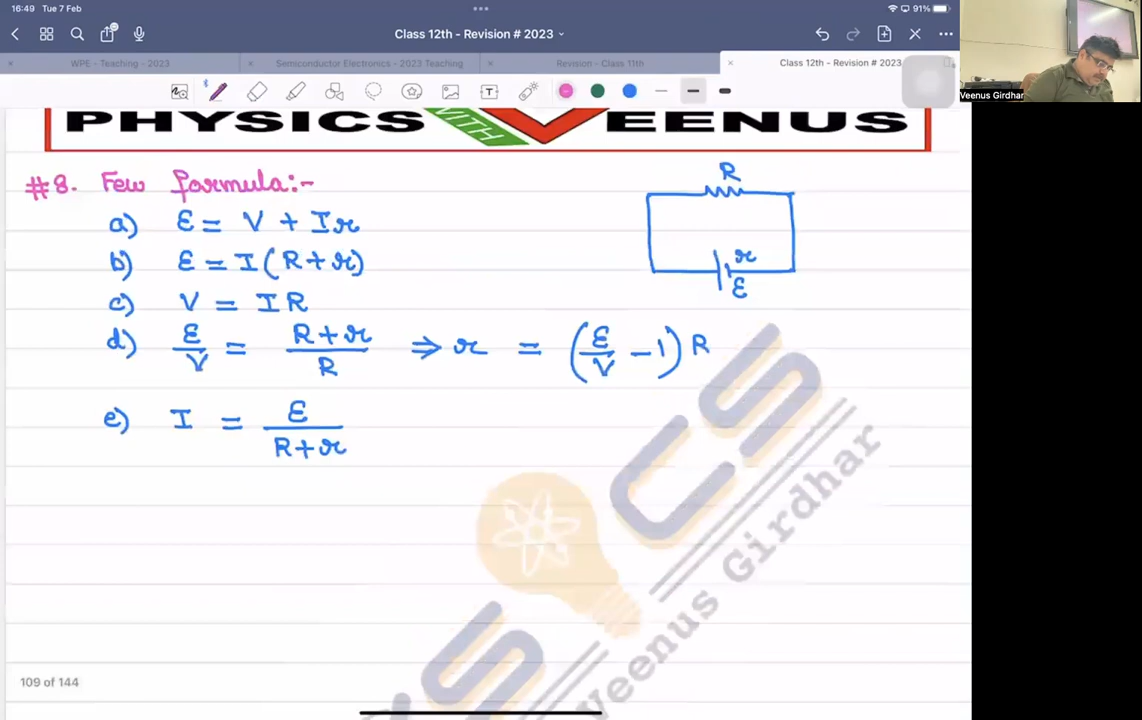 16:49 Tue 7 Feb
91%
Class 12th - Revision # 2023
WPE - Teaching - 2023
Semiconductor Electronics - 2023 Teaching
Revision - Class 11th
Class 12th - Revision # 2023
Veenus Girdhar
PHYSICS WITH VEENUS
#8. Few formula:-
a) ε = V + Ir
b) ε = I(R+r)
c) V = IR
d) ε/V = (R+r)/R ⇒ r = (ε/V - 1) R
e) I = ε/(R+r)
R
r
ε
CS
Veenus Girdhar
109 of 144